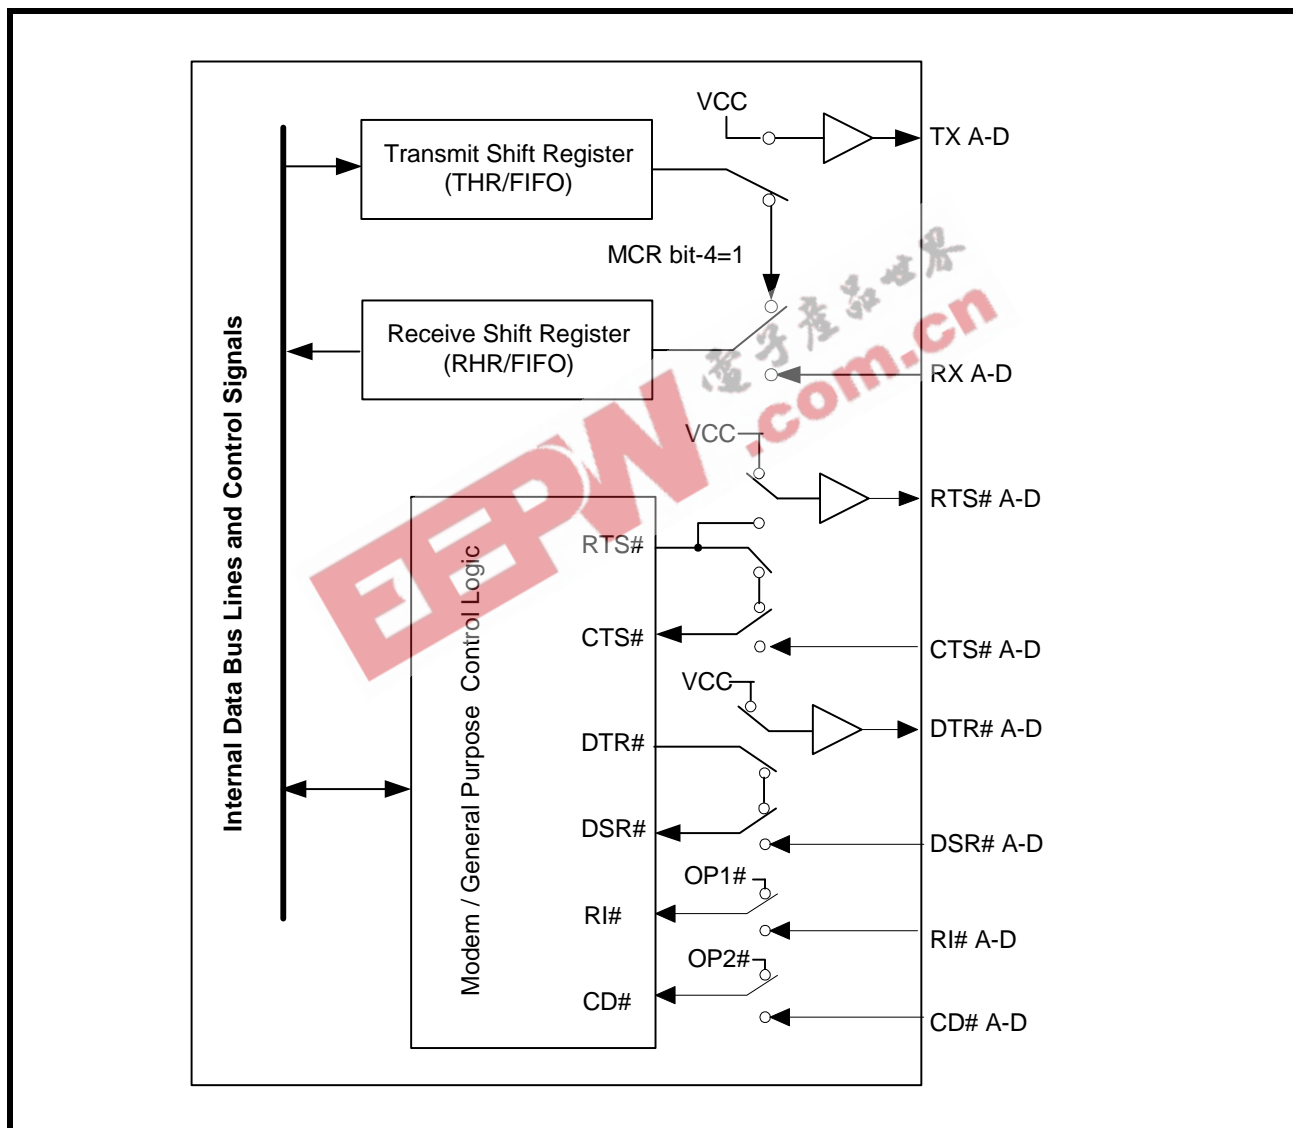 VCC
TX A-D
Transmit Shift Register
(THR/FIFO)
MCR bit-4=1
Receive Shift Register
(RHR/FIFO)
RX A-D
電子產品世界
EEPW.com.cn
Internal Data Bus Lines and Control Signals
VCC
RTS# A-D
Modem / General Purpose Control Logic
RTS#
CTS#
CTS# A-D
VCC
DTR# A-D
DTR#
DSR#
DSR# A-D
OP1#
RI#
RI# A-D
OP2#
CD#
CD# A-D